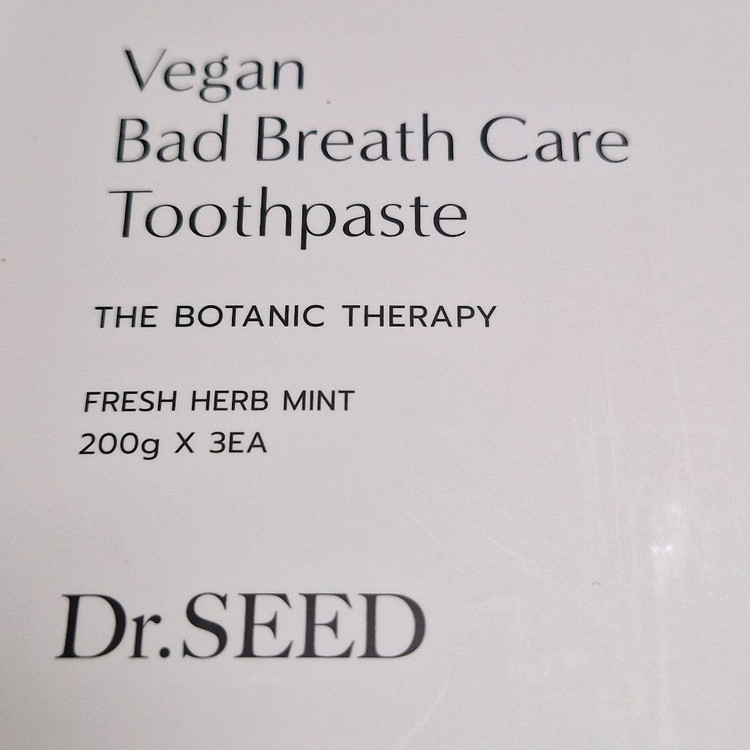 Vegan
Bad Breath Care
Toothpaste
THE BOTANIC THERAPY
FRESH HERB MINT
200g X 3EA
Dr.SEED